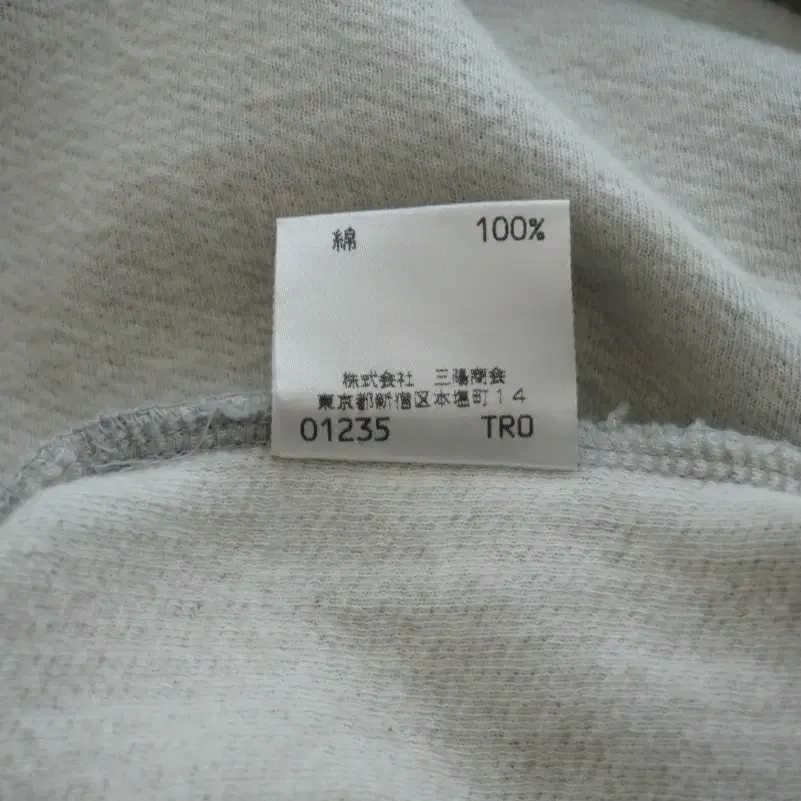 綿 100%
株式会社 三陽商会
東京都新宿区本塩町14
01235 TRO